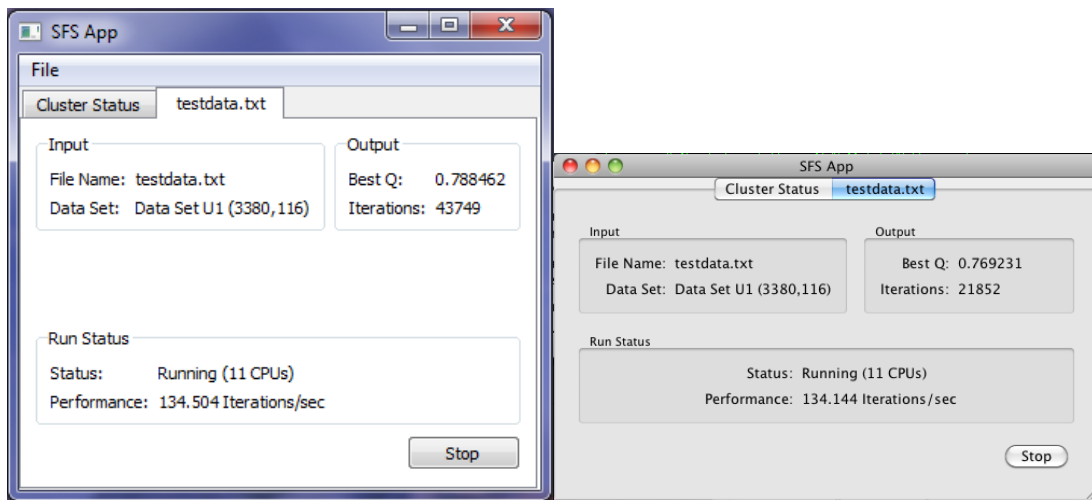 SFS App
File
Cluster Status testdata.txt
Input
File Name: testdata.txt
Data Set: Data Set U1 (3380,116)
Output
Best Q: 0.788462
Iterations: 43749
Run Status
Status: Running (11 CPUs)
Performance: 134.504 Iterations/sec
Stop
SFS App
Cluster Status testdata.txt
Input
File Name: testdata.txt
Data Set: Data Set U1 (3380,116)
Output
Best Q: 0.769231
Iterations: 21852
Run Status
Status: Running (11 CPUs)
Performance: 134.144 Iterations/sec
Stop